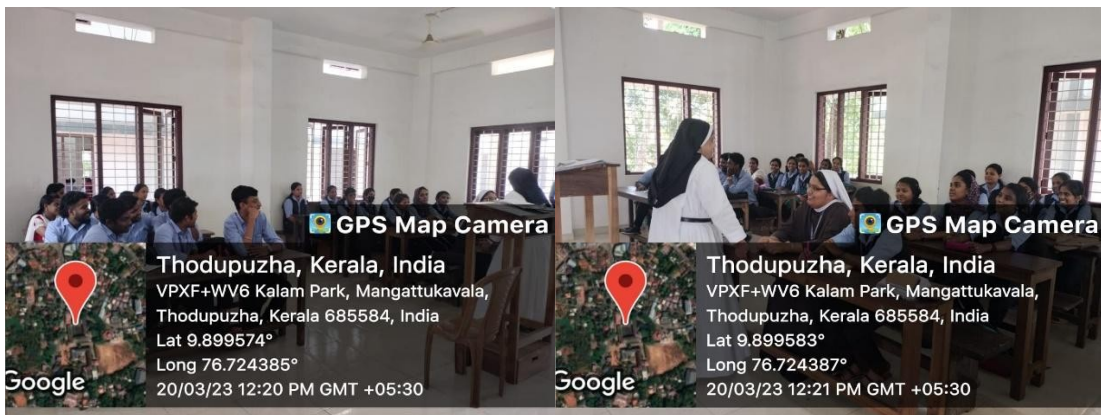 GPS Map Camera
Thodupuzha, Kerala, India
VPXF+WV6 Kalam Park, Mangattukavala,
Thodupuzha, Kerala 685584, India
Lat 9.899574°
Long 76.724385°
20/03/23 12:20 PM GMT +05:30
Google
GPS Map Camera
Thodupuzha, Kerala, India
VPXF+WV6 Kalam Park, Mangattukavala,
Thodupuzha, Kerala 685584, India
Lat 9.899583°
Long 76.724387°
20/03/23 12:21 PM GMT +05:30
Google